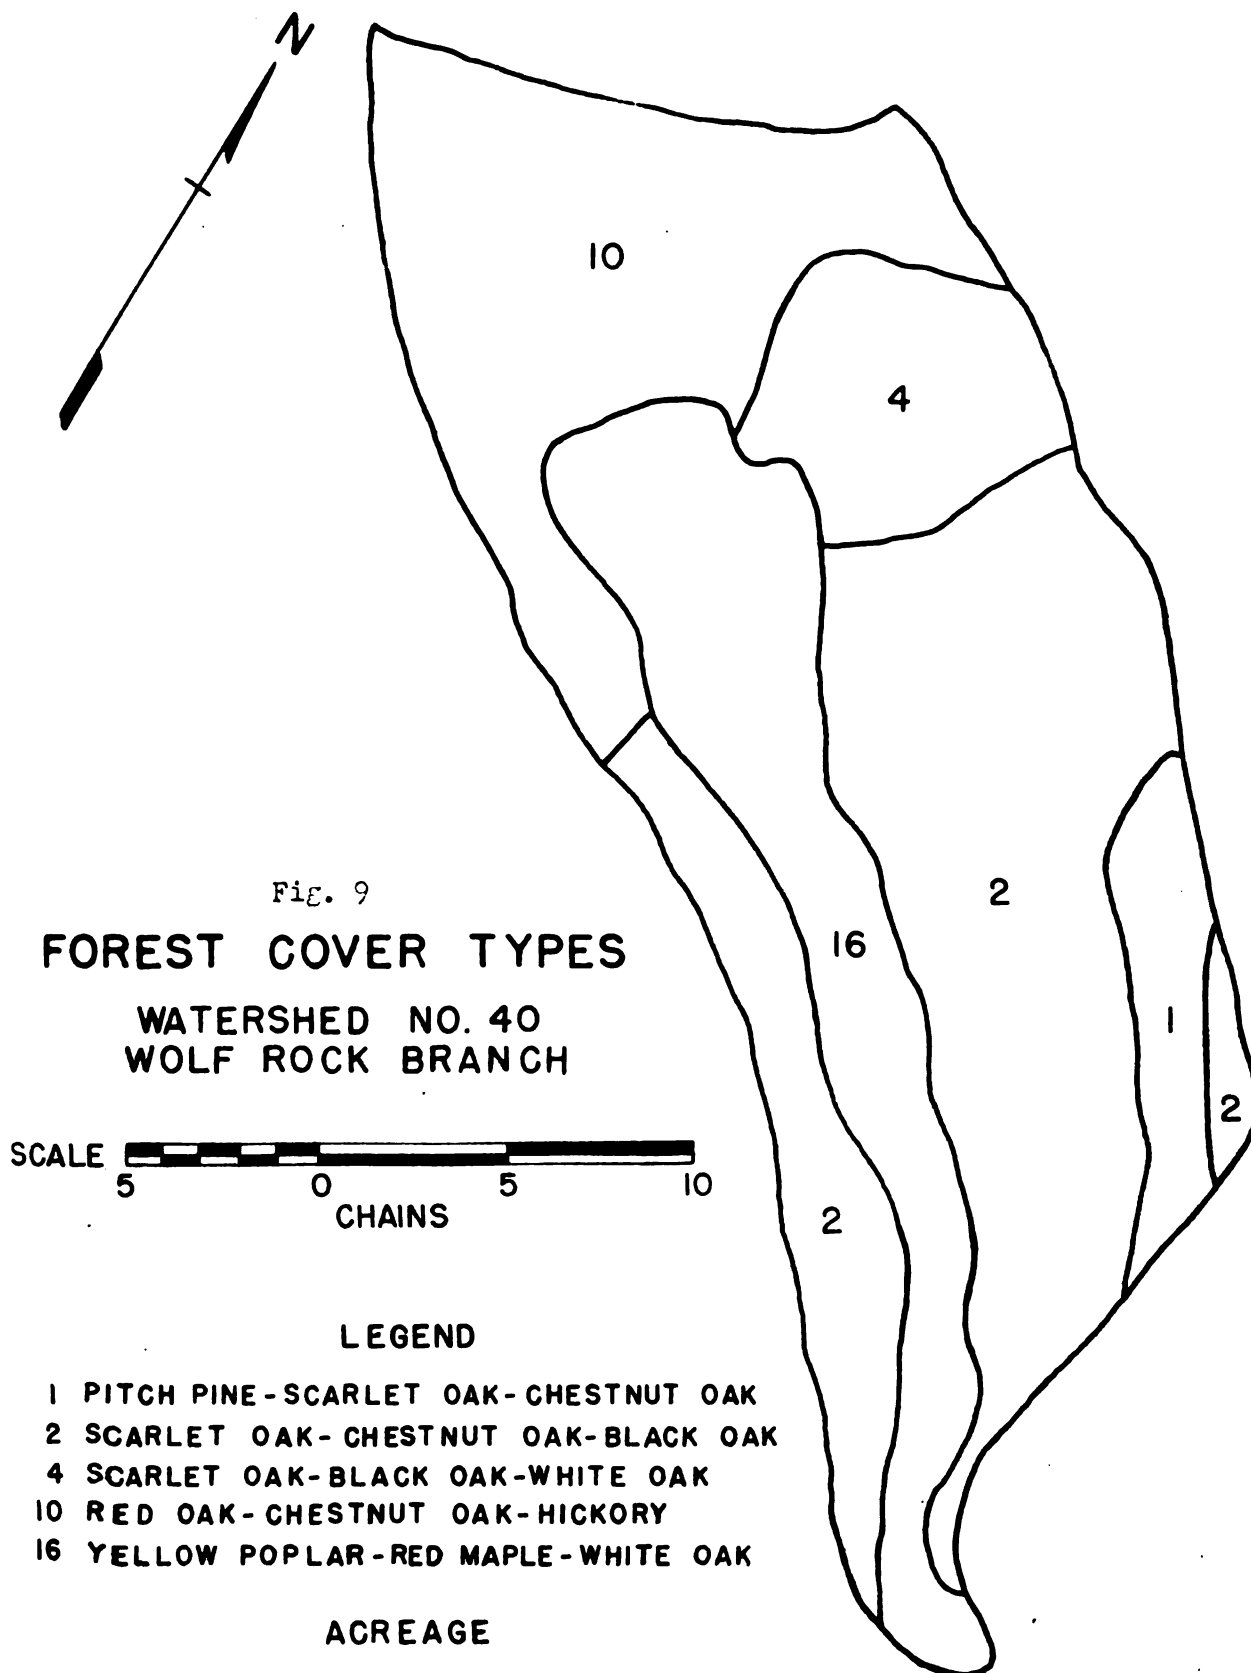 N
10
4
2
16
1
2
2
Fig. 9
FOREST COVER TYPES
WATERSHED NO. 40
WOLF ROCK BRANCH
SCALE
5 0 5 10
CHAINS
LEGEND
1 PITCH PINE-SCARLET OAK-CHESTNUT OAK
2 SCARLET OAK-CHESTNUT OAK-BLACK OAK
4 SCARLET OAK-BLACK OAK-WHITE OAK
10 RED OAK-CHESTNUT OAK-HICKORY
16 YELLOW POPLAR-RED MAPLE-WHITE OAK
ACREAGE